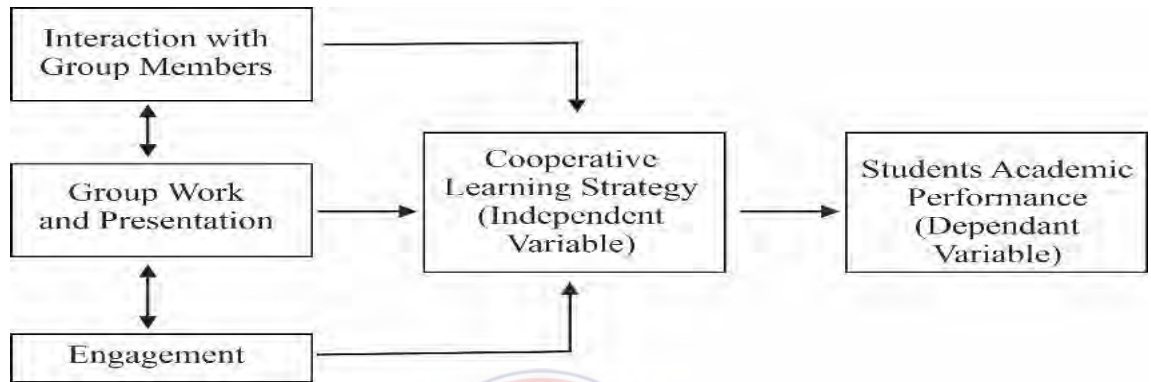 Interaction with
Group Members
Group Work
and Presentation
Engagement
Cooperative
Learning Strategy
(Independent
Variable)
Students Academic
Performance
(Dependant
Variable)